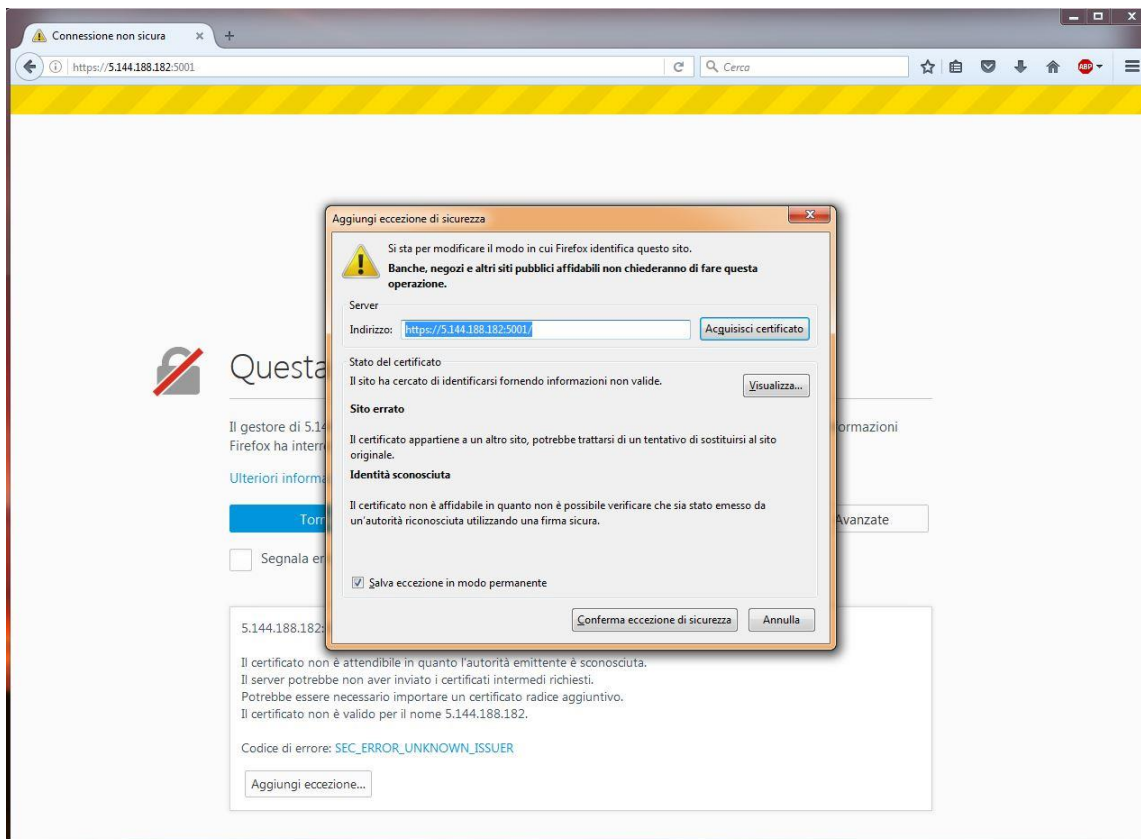 Connessione non sicura
https://5.144.188.182:5001
Cerca
ABP
Aggiungi eccezione di sicurezza
Si sta per modificare il modo in cui Firefox identifica questo sito.
Banche, negozi e altri siti pubblici affidabili non chiederanno di fare questa
operazione.
Server
Indirizzo: https://5.144.188.182:5001/ Acquisisci certificato
Stato del certificato
Il sito ha cercato di identificarsi fornendo informazioni non valide.
Visualizza...
Sito errato
Il certificato appartiene a un altro sito, potrebbe trattarsi di un tentativo di sostituirsi al sito
originale.
Identità sconosciuta
Il certificato non è affidabile in quanto non è possibile verificare che sia stato emesso da
un'autorità riconosciuta utilizzando una firma sicura.
Salva eccezione in modo permanente
Conferma eccezione di sicurezza Annulla
Questa
Il gestore di 5.14
Firefox ha interr
ormazioni
Ulteriori informa
Torn
Avanzate
Segnala er
5.144.188.182:
Il certificato non è attendibile in quanto l'autorità emittente è sconosciuta.
Il server potrebbe non aver inviato i certificati intermedi richiesti.
Potrebbe essere necessario importare un certificato radice aggiuntivo.
Il certificato non è valido per il nome 5.144.188.182.
Codice di errore: SEC_ERROR_UNKNOWN_ISSUER
Aggiungi eccezione...